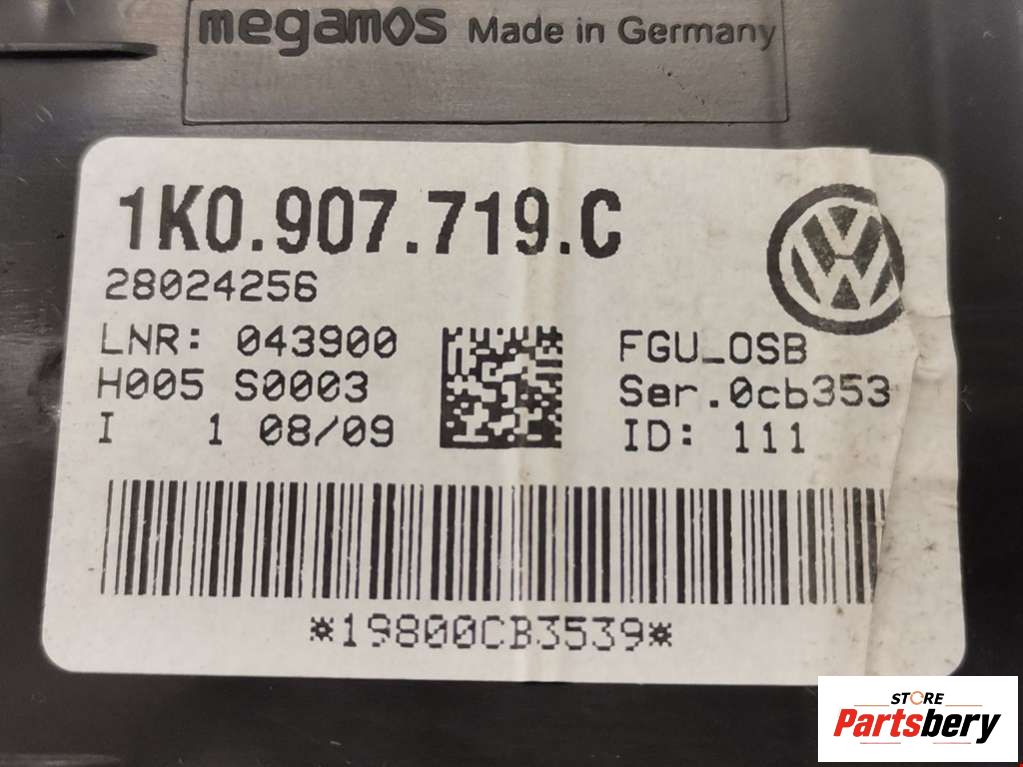 megamos Made in Germany
1K0.907.719.C
28024256
LNR: 043900
H005 S0003
I 1 08/09
FGU_OSB
Ser.0cb353
ID: 111
*19800CB3539*
STORE
Partsbery